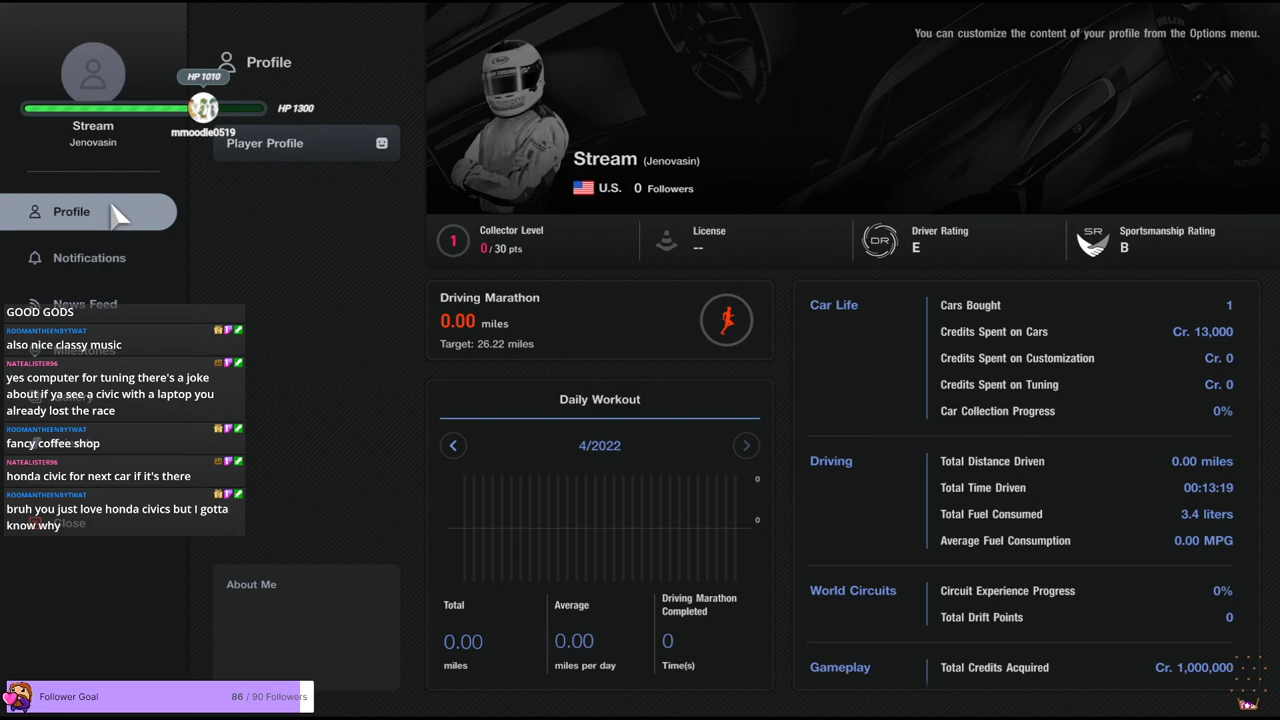 You can customize the content of your profile from the Options menu.
HP 1010
HP 1300
mmoodle0519
Stream
Jenovasin
Profile
Notifications
News Feed
Milestones
Close
Profile
Player Profile
About Me
GOOD GODS
ROOMANTHEENBYTWAT
also nice classy music
NATEALISTER96
yes computer for tuning there's a joke
about if ya see a civic with a laptop you
already lost the race
ROOMANTHEENBYTWAT
fancy coffee shop
NATEALISTER96
honda civic for next car if it's there
ROOMANTHEENBYTWAT
bruh you just love honda civics but I gotta
know why
Follower Goal
86 / 90 Followers
Stream (Jenovasin)
U.S. 0 Followers
1
Collector Level
0 / 30 pts
License
--
DR
Driver Rating
E
SR
Sportsmanship Rating
B
Driving Marathon
0.00 miles
Target: 26.22 miles
Daily Workout
4/2022
0
0
Total
0.00
miles
Average
0.00
miles per day
Driving Marathon
Completed
0
Time(s)
Car Life
Cars Bought 1
Credits Spent on Cars Cr. 13,000
Credits Spent on Customization Cr. 0
Credits Spent on Tuning Cr. 0
Car Collection Progress 0%
Driving
Total Distance Driven 0.00 miles
Total Time Driven 00:13:19
Total Fuel Consumed 3.4 liters
Average Fuel Consumption 0.00 MPG
World Circuits
Circuit Experience Progress 0%
Total Drift Points 0
Gameplay
Total Credits Acquired Cr. 1,000,000